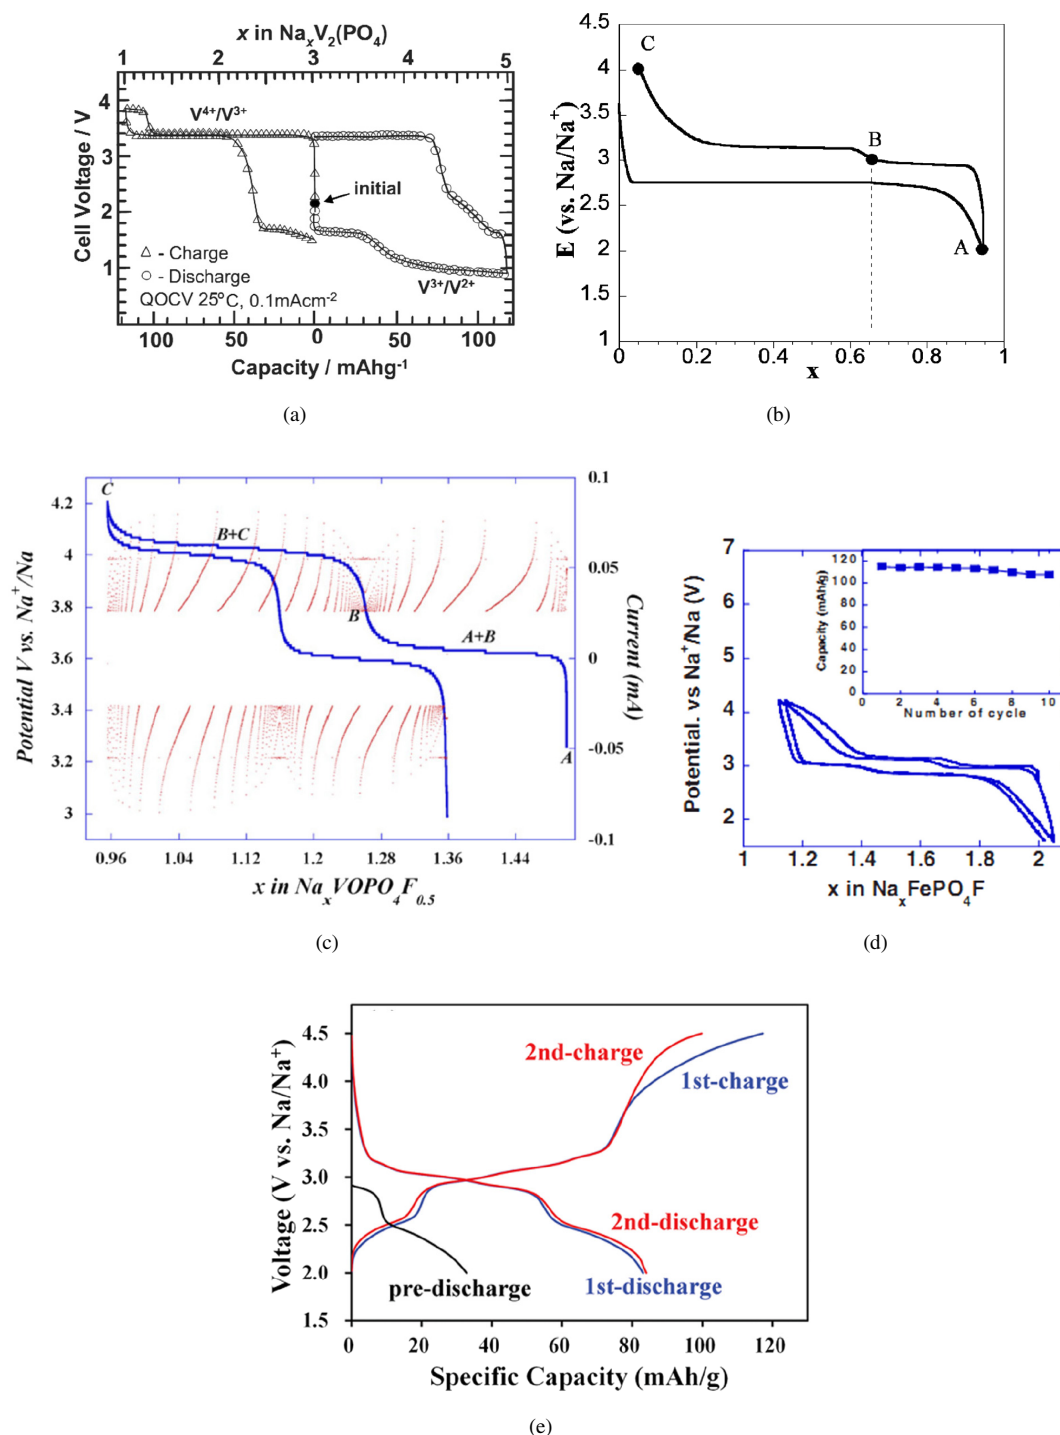 x in NaxV2(PO4)
1 2 3 4 5
Cell Voltage / V
4
3
2
1
V4+/V3+
initial
△ - Charge
○ - Discharge
QOCV 25°C, 0.1mAcm-2
V3+/V2+
100 50 0 50 100
Capacity / mAhg-1
(a)
E (vs. Na/Na+)
4.5
4
3.5
3
2.5
2
1.5
1
C
B
A
0 0.2 0.4 0.6 0.8 1
x
(b)
Potential V vs. Na+/Na
4.2
4
3.8
3.6
3.4
3.2
3
C
B+C
B
A+B
A
0.1
0.05
0
-0.05
-0.1
Current (mA)
0.96 1.04 1.12 1.2 1.28 1.36 1.44
x in NaxVOPO4F0.5
(c)
Potential. vs Na+/Na (V)
7
6
5
4
3
2
Capacity (mAh/g)
120
100
80
60
40
20
0
0 2 4 6 8 10
Number of cycle
1 1.2 1.4 1.6 1.8 2
x in NaxFePO4F
(d)
Voltage (V vs. Na/Na+)
4.5
4.0
3.5
3.0
2.5
2.0
1.5
2nd-charge
1st-charge
2nd-discharge
pre-discharge
1st-discharge
0 20 40 60 80 100 120
Specific Capacity (mAh/g)
(e)